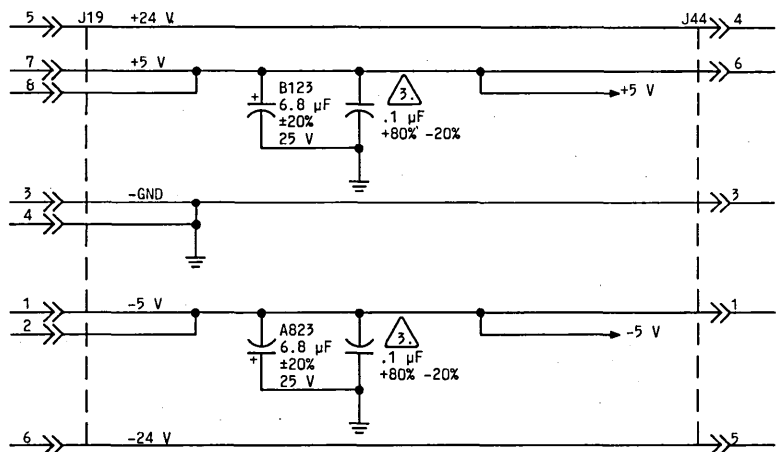 5 J19 +24 V. J44 4
7 +5 V 6
8 +5 V
B123
+ 6.8 µF
±20%
25 V
3.
.1 µF
+80% -20%
3 -GND 3
4
1 -5 V 1
2 -5 V
A823
6.8 µF
±20%
+ 25 V
3.
.1 µF
+80% -20%
6 -24 V 5